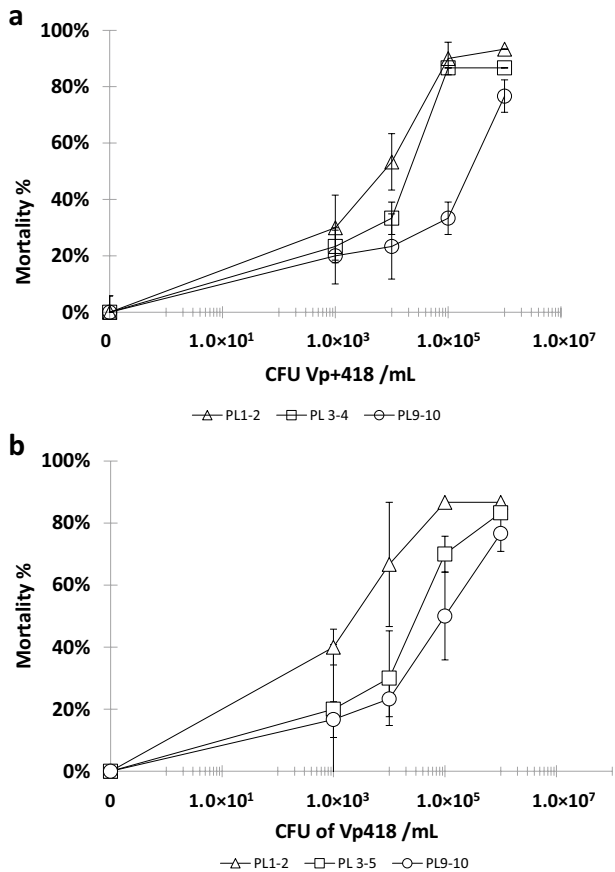 a
100%
80%
60%
40%
20%
0%
Mortality %
0 1.0×10¹ 1.0×10³ 1.0×10⁵ 1.0×10⁷
CFU Vp+418 /mL
PL1-2 PL 3-4 PL9-10
b
100%
80%
60%
40%
20%
0%
Mortality %
0 1.0×10¹ 1.0×10³ 1.0×10⁵ 1.0×10⁷
CFU of Vp418 /mL
PL1-2 PL 3-5 PL9-10